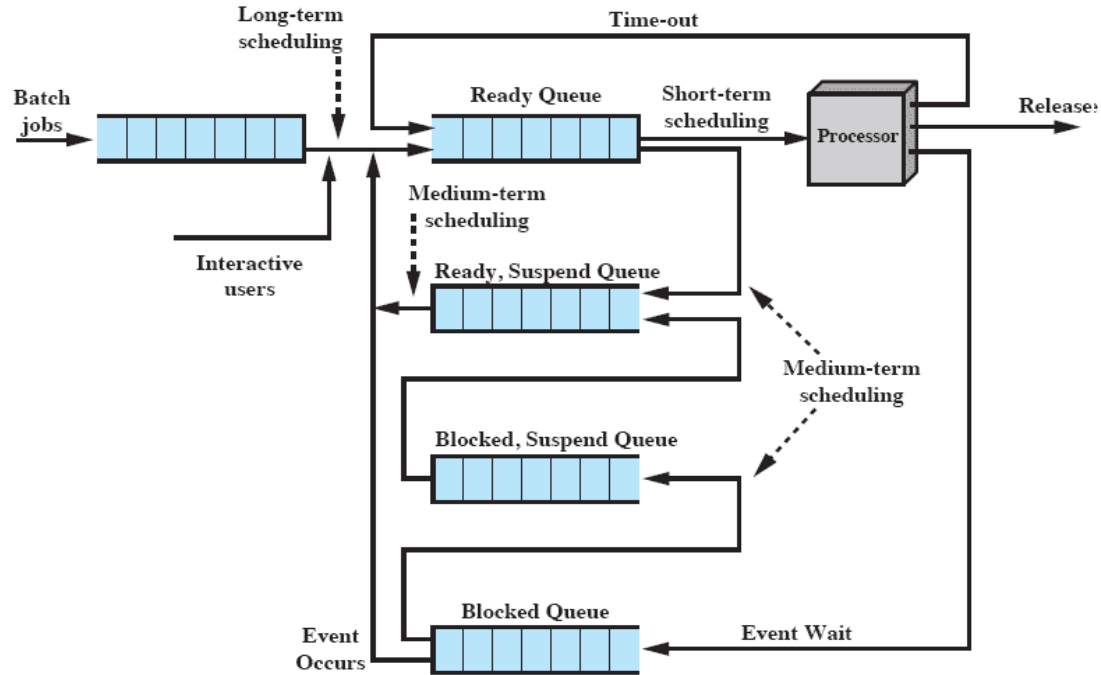 Long-term
scheduling
Time-out
Batch
jobs
Ready Queue
Short-term
scheduling
Release
Processor
Medium-term
scheduling
Interactive
users
Ready, Suspend Queue
Medium-term
scheduling
Blocked, Suspend Queue
Blocked Queue
Event
Occurs
Event Wait